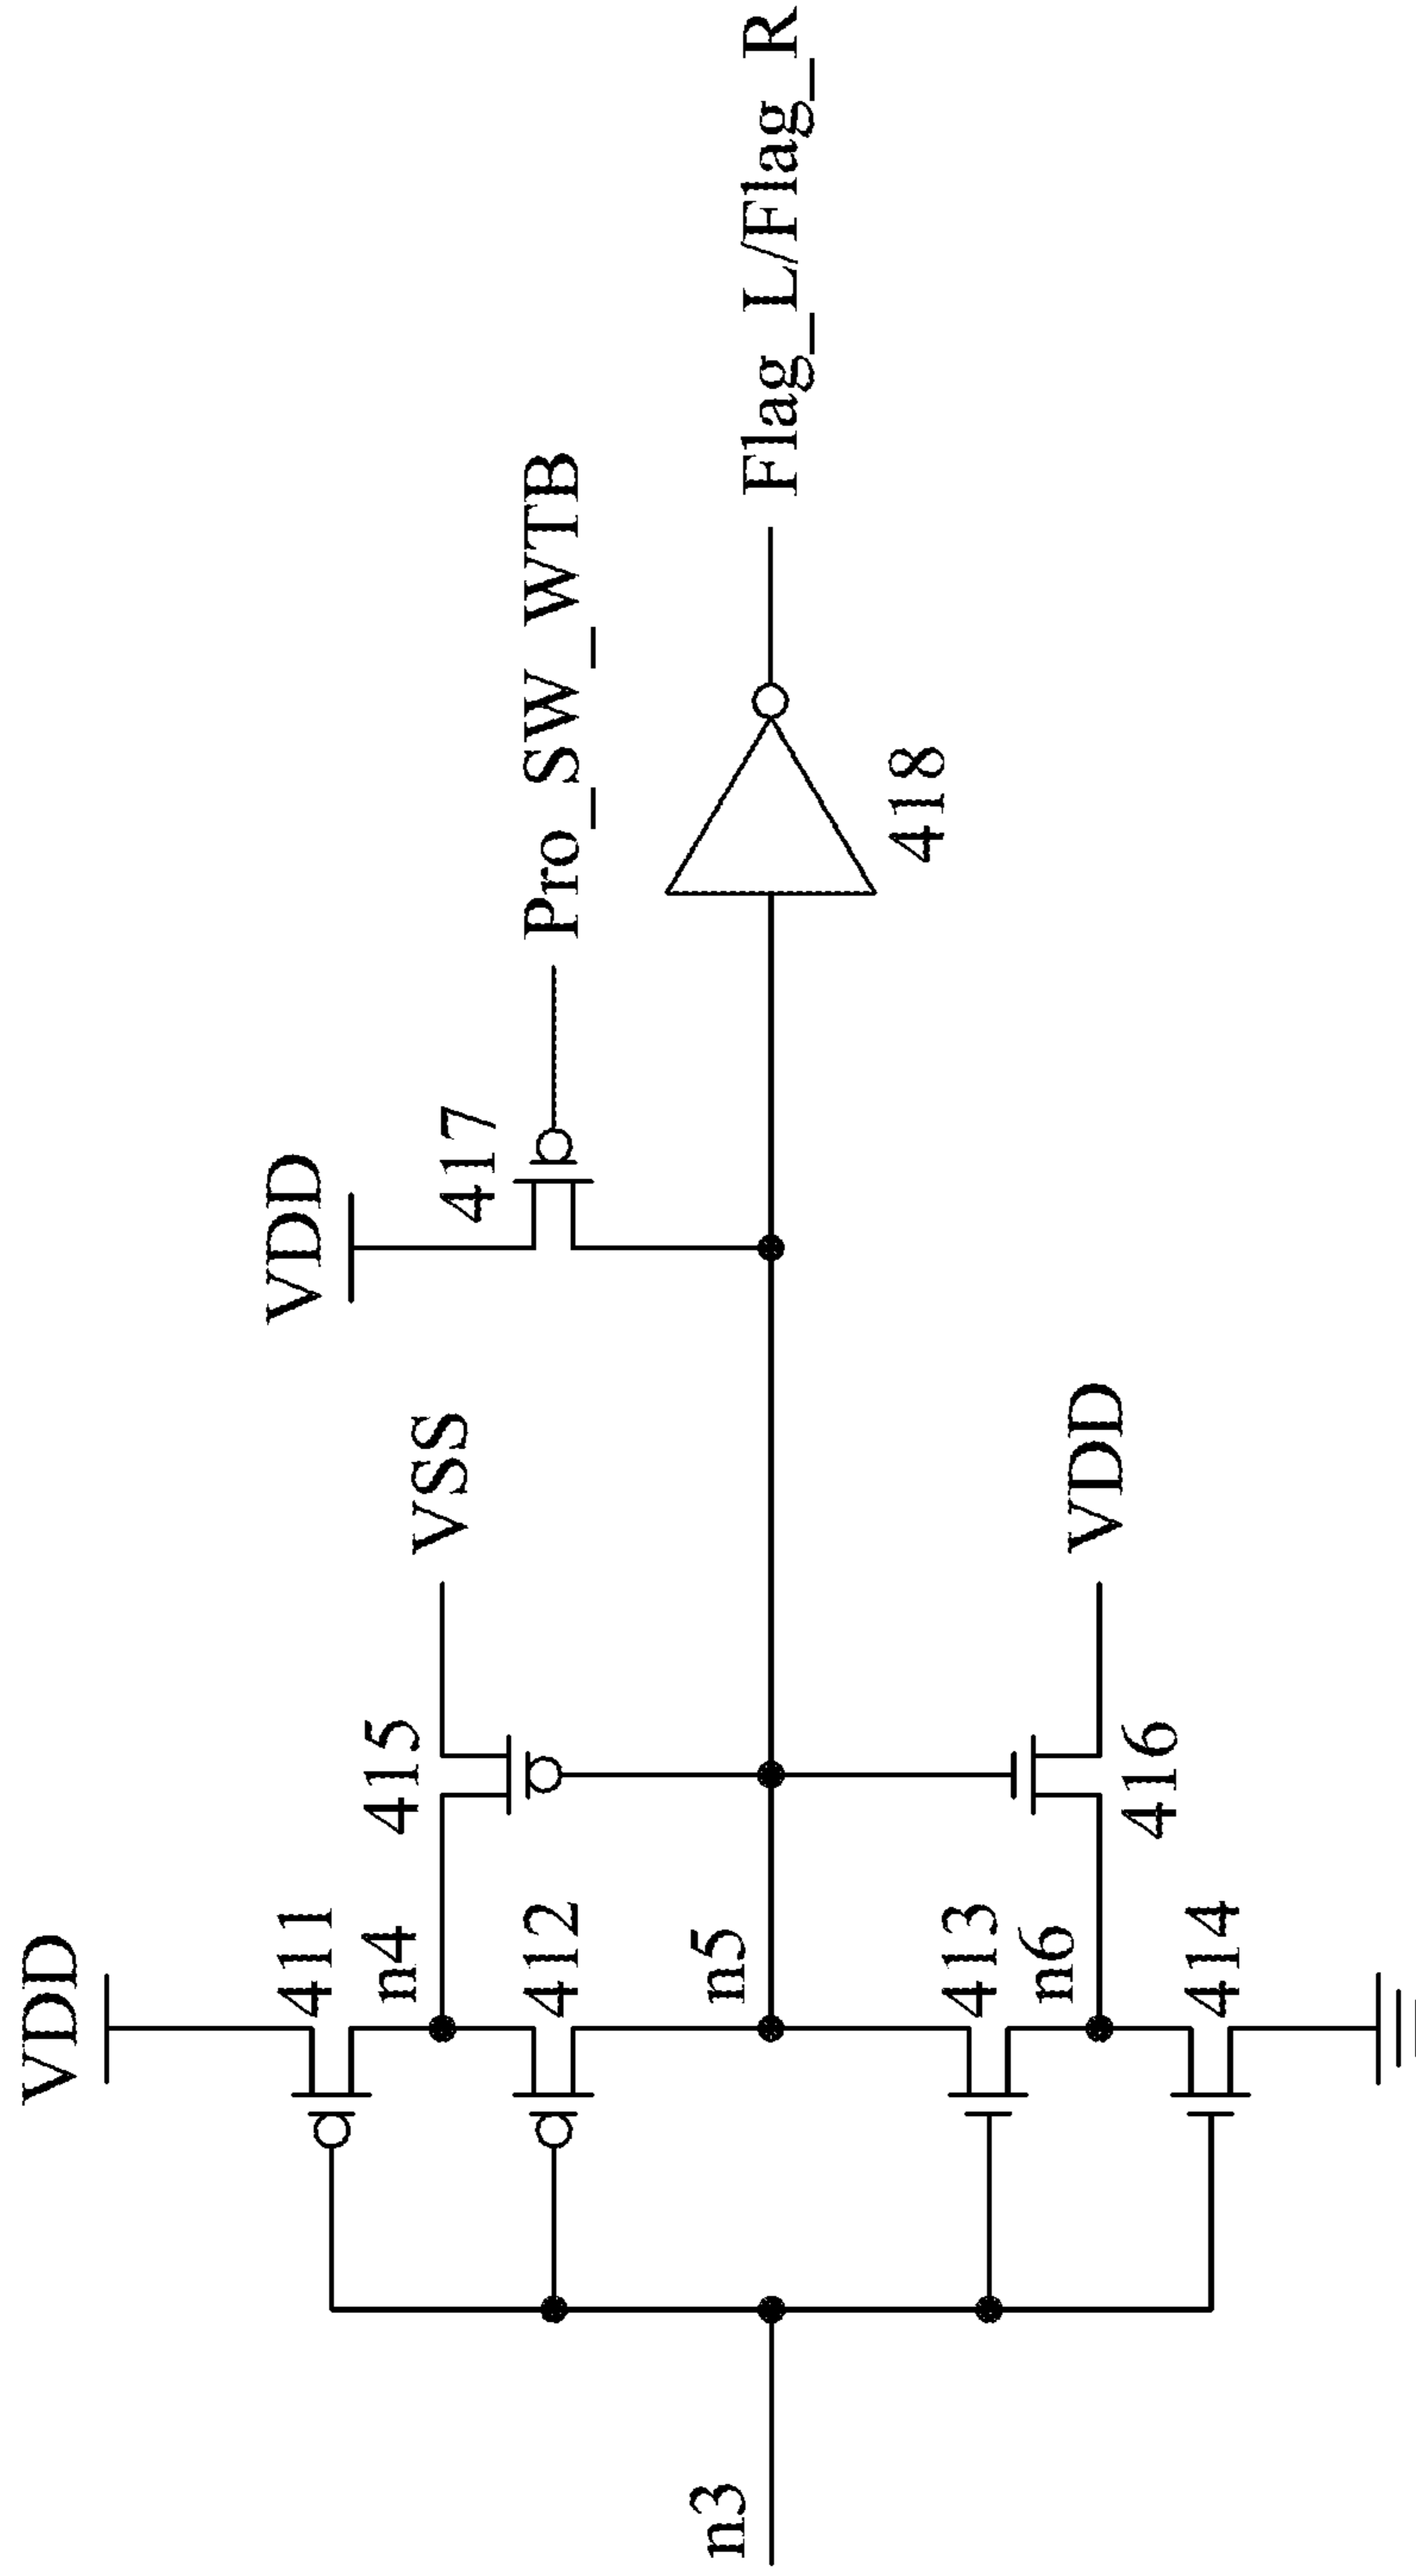 VDD
411
n4
415
VSS
412
VDD
417
Pro_SW_WTB
n3
n5
Flag_L/Flag_R
418
413
n6
416
VDD
414